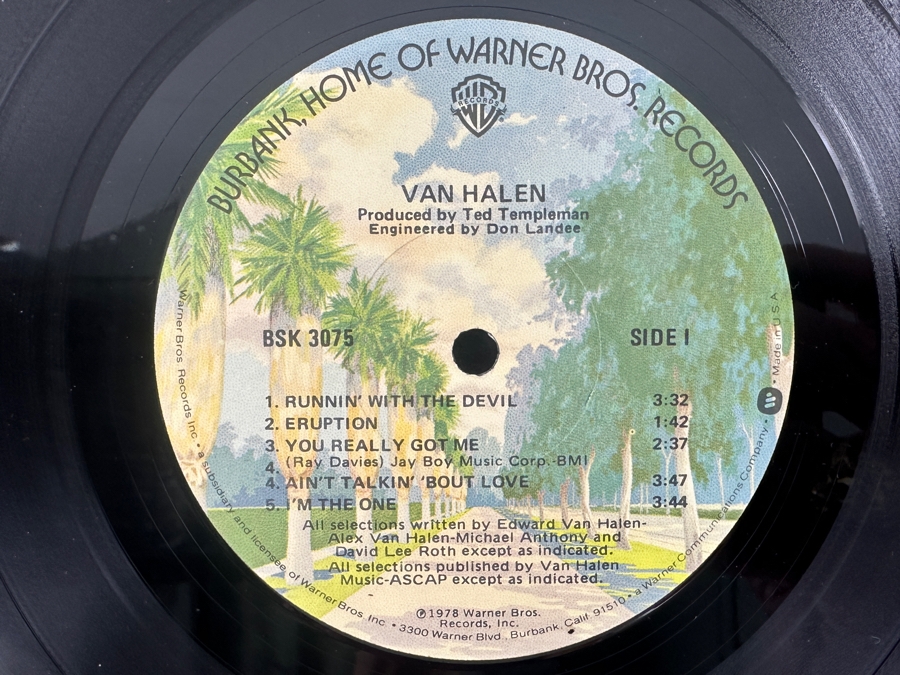 BURBANK, HOME OF WARNER BROS. RECORDS
W
RECORDS
VAN HALEN
Produced by Ted Templeman
Engineered by Don Landee
BSK 3075
SIDE I
1. RUNNIN' WITH THE DEVIL 3:32
2. ERUPTION 1:42
3. YOU REALLY GOT ME 2:37
4. (Ray Davies) Jay Boy Music Corp.-BMI
4. AIN'T TALKIN' 'BOUT LOVE 3:47
5. I'M THE ONE 3:44
All selections written by Edward Van Halen-
Alex Van Halen-Michael Anthony and
David Lee Roth except as indicated.
All selections published by Van Halen
Music-ASCAP except as indicated.
℗1978 Warner Bros.
Records, Inc.
Warner Bros. Records Inc. • a subsidiary and licensee of Warner Bros. Inc. • 3300 Warner Blvd., Burbank, Calif. 91510 • a Warner Communications Company • Made in U.S.A.